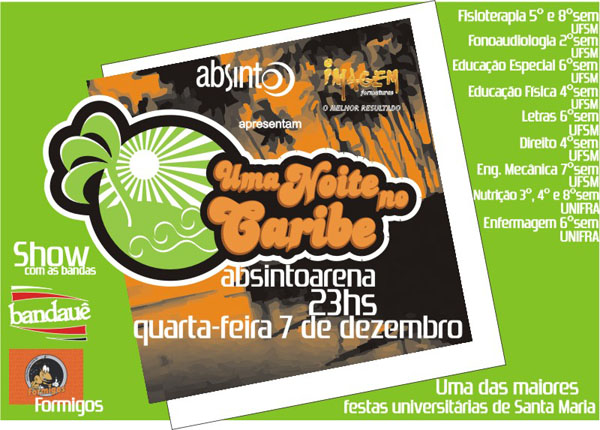 absinto
imagem
formaturas
O MELHOR RESULTADO
apresentam
Uma Noite no
Caribe
absintoarena
23hs
quarta-feira 7 de dezembro
Show
com as bandas
bandauê
FORMIGOS
Formigos
Fisioterapia 5° e 8°sem
UFSM
Fonoaudiologia 2°sem
UFSM
Educação Especial 6°sem
UFSM
Educação Física 4°sem
UFSM
Letras 6°sem
UFSM
Direito 4°sem
UFSM
Eng. Mecânica 7°sem
UFSM
Nutrição 3°, 4° e 8°sem
UNIFRA
Enfermagem 6°sem
UNIFRA
Uma das maiores
festas universitárias de Santa Maria